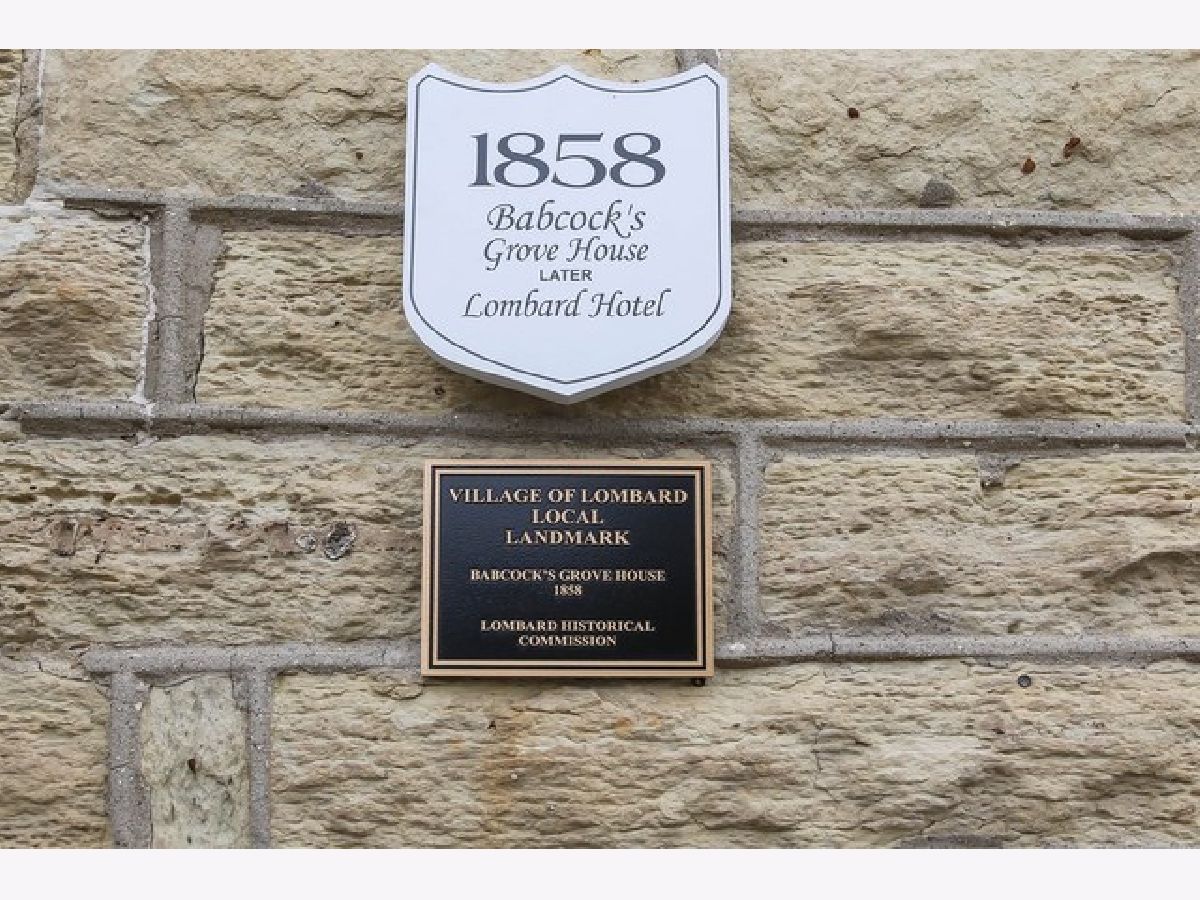 1858
Babcock's
Grove House
LATER
Lombard Hotel
VILLAGE OF LOMBARD
LOCAL
LANDMARK
BABCOCK'S GROVE HOUSE
1858
LOMBARD HISTORICAL
COMMISSION